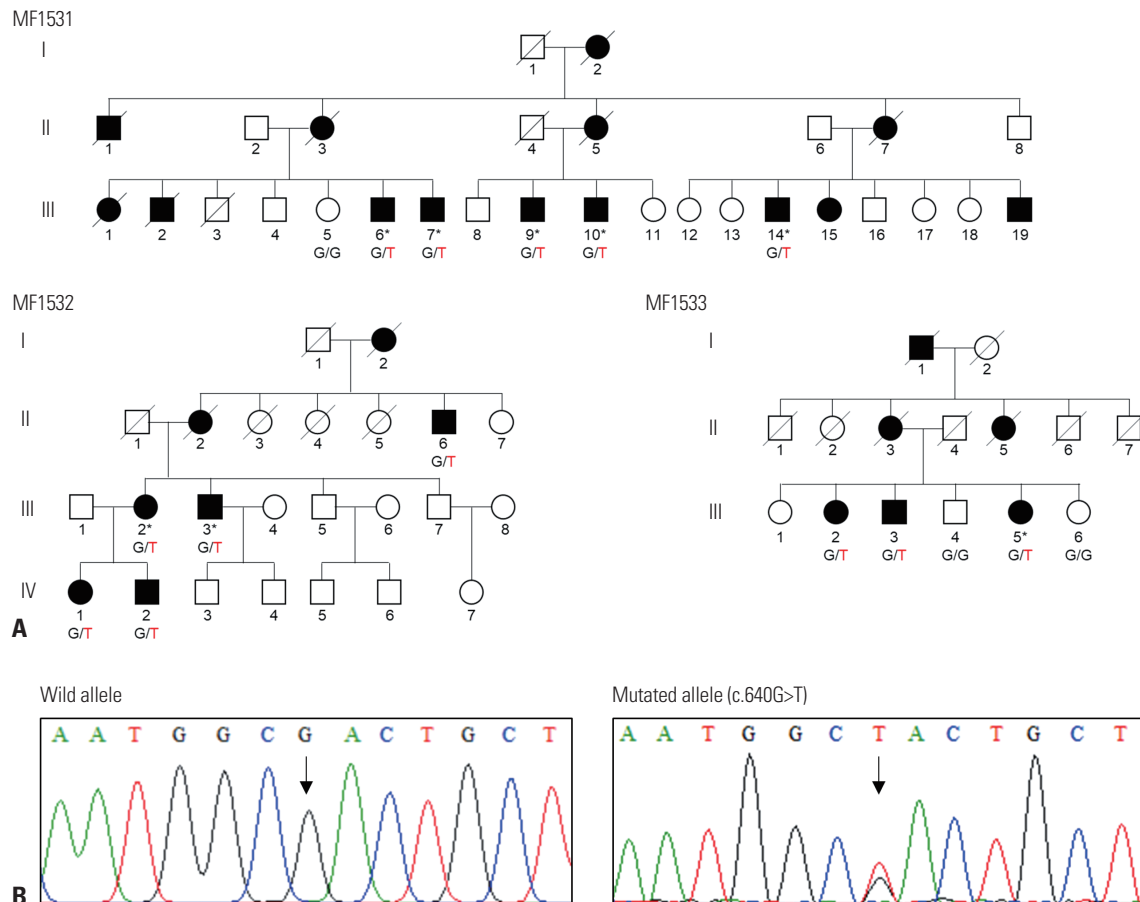 MF1531
I
1 2
II
1 2 3 4 5 6 7 8
III
1 2 3 4 5 6* 7* 8 9* 10* 11 12 13 14* 15 16 17 18 19
G/G G/T G/T G/T G/T G/T
MF1532
I
1 2
II
1 2 3 4 5 6 7
G/T
III
1 2* 3* 4 5 6 7 8
G/T G/T
IV
1 2 3 4 5 6 7
G/T G/T
MF1533
I
1 2
II
1 2 3 4 5 6 7
III
1 2 3 4 5* 6
G/T G/T G/G G/T G/G
A
Wild allele
A A T G G C G A C T G C T
Mutated allele (c.640G>T)
A A T G G C T A C T G C T
B